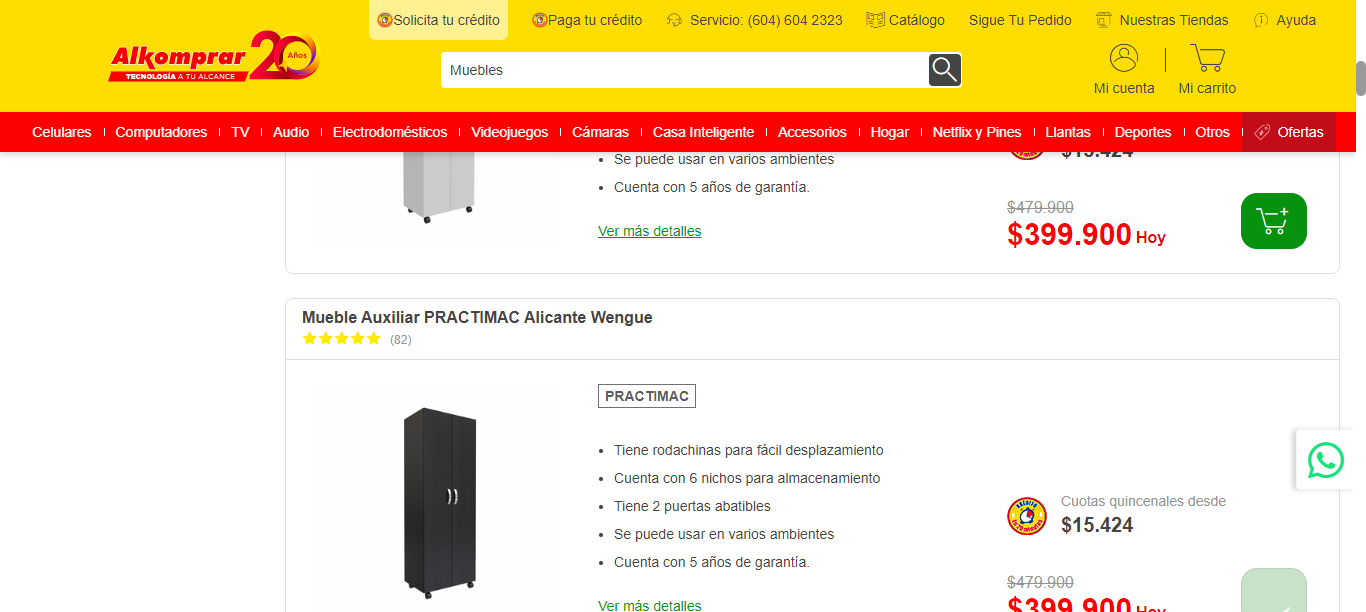 Solicita tu crédito
Paga tu crédito
Servicio: (604) 604 2323
Catálogo
Sigue Tu Pedido
Nuestras Tiendas
Ayuda
Alkomprar 20 Años
TECNOLOGÍA A TU ALCANCE
Muebles
Mi cuenta
Mi carrito
Celulares
Computadores
TV
Audio
Electrodomésticos
Videojuegos
Cámaras
Casa Inteligente
Accesorios
Hogar
Netflix y Pines
Llantas
Deportes
Otros
Ofertas
Se puede usar en varios ambientes
Cuenta con 5 años de garantía.
Ver más detalles
$15.424
$479.900
$399.900 Hoy
Mueble Auxiliar PRACTIMAC Alicante Wengue
(82)
PRACTIMAC
Tiene rodachinas para fácil desplazamiento
Cuenta con 6 nichos para almacenamiento
Tiene 2 puertas abatibles
Se puede usar en varios ambientes
Cuenta con 5 años de garantía.
Ver más detalles
Cuotas quincenales desde
$15.424
$479.900
$399.900 Hoy